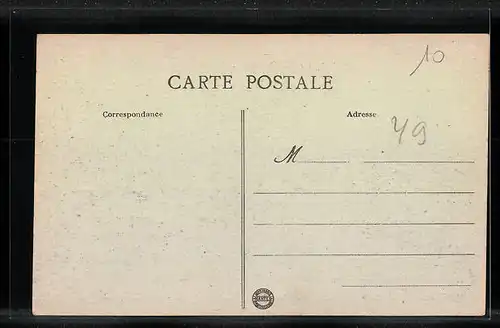 10
CARTE POSTALE
Correspondance
Adresse
49
M